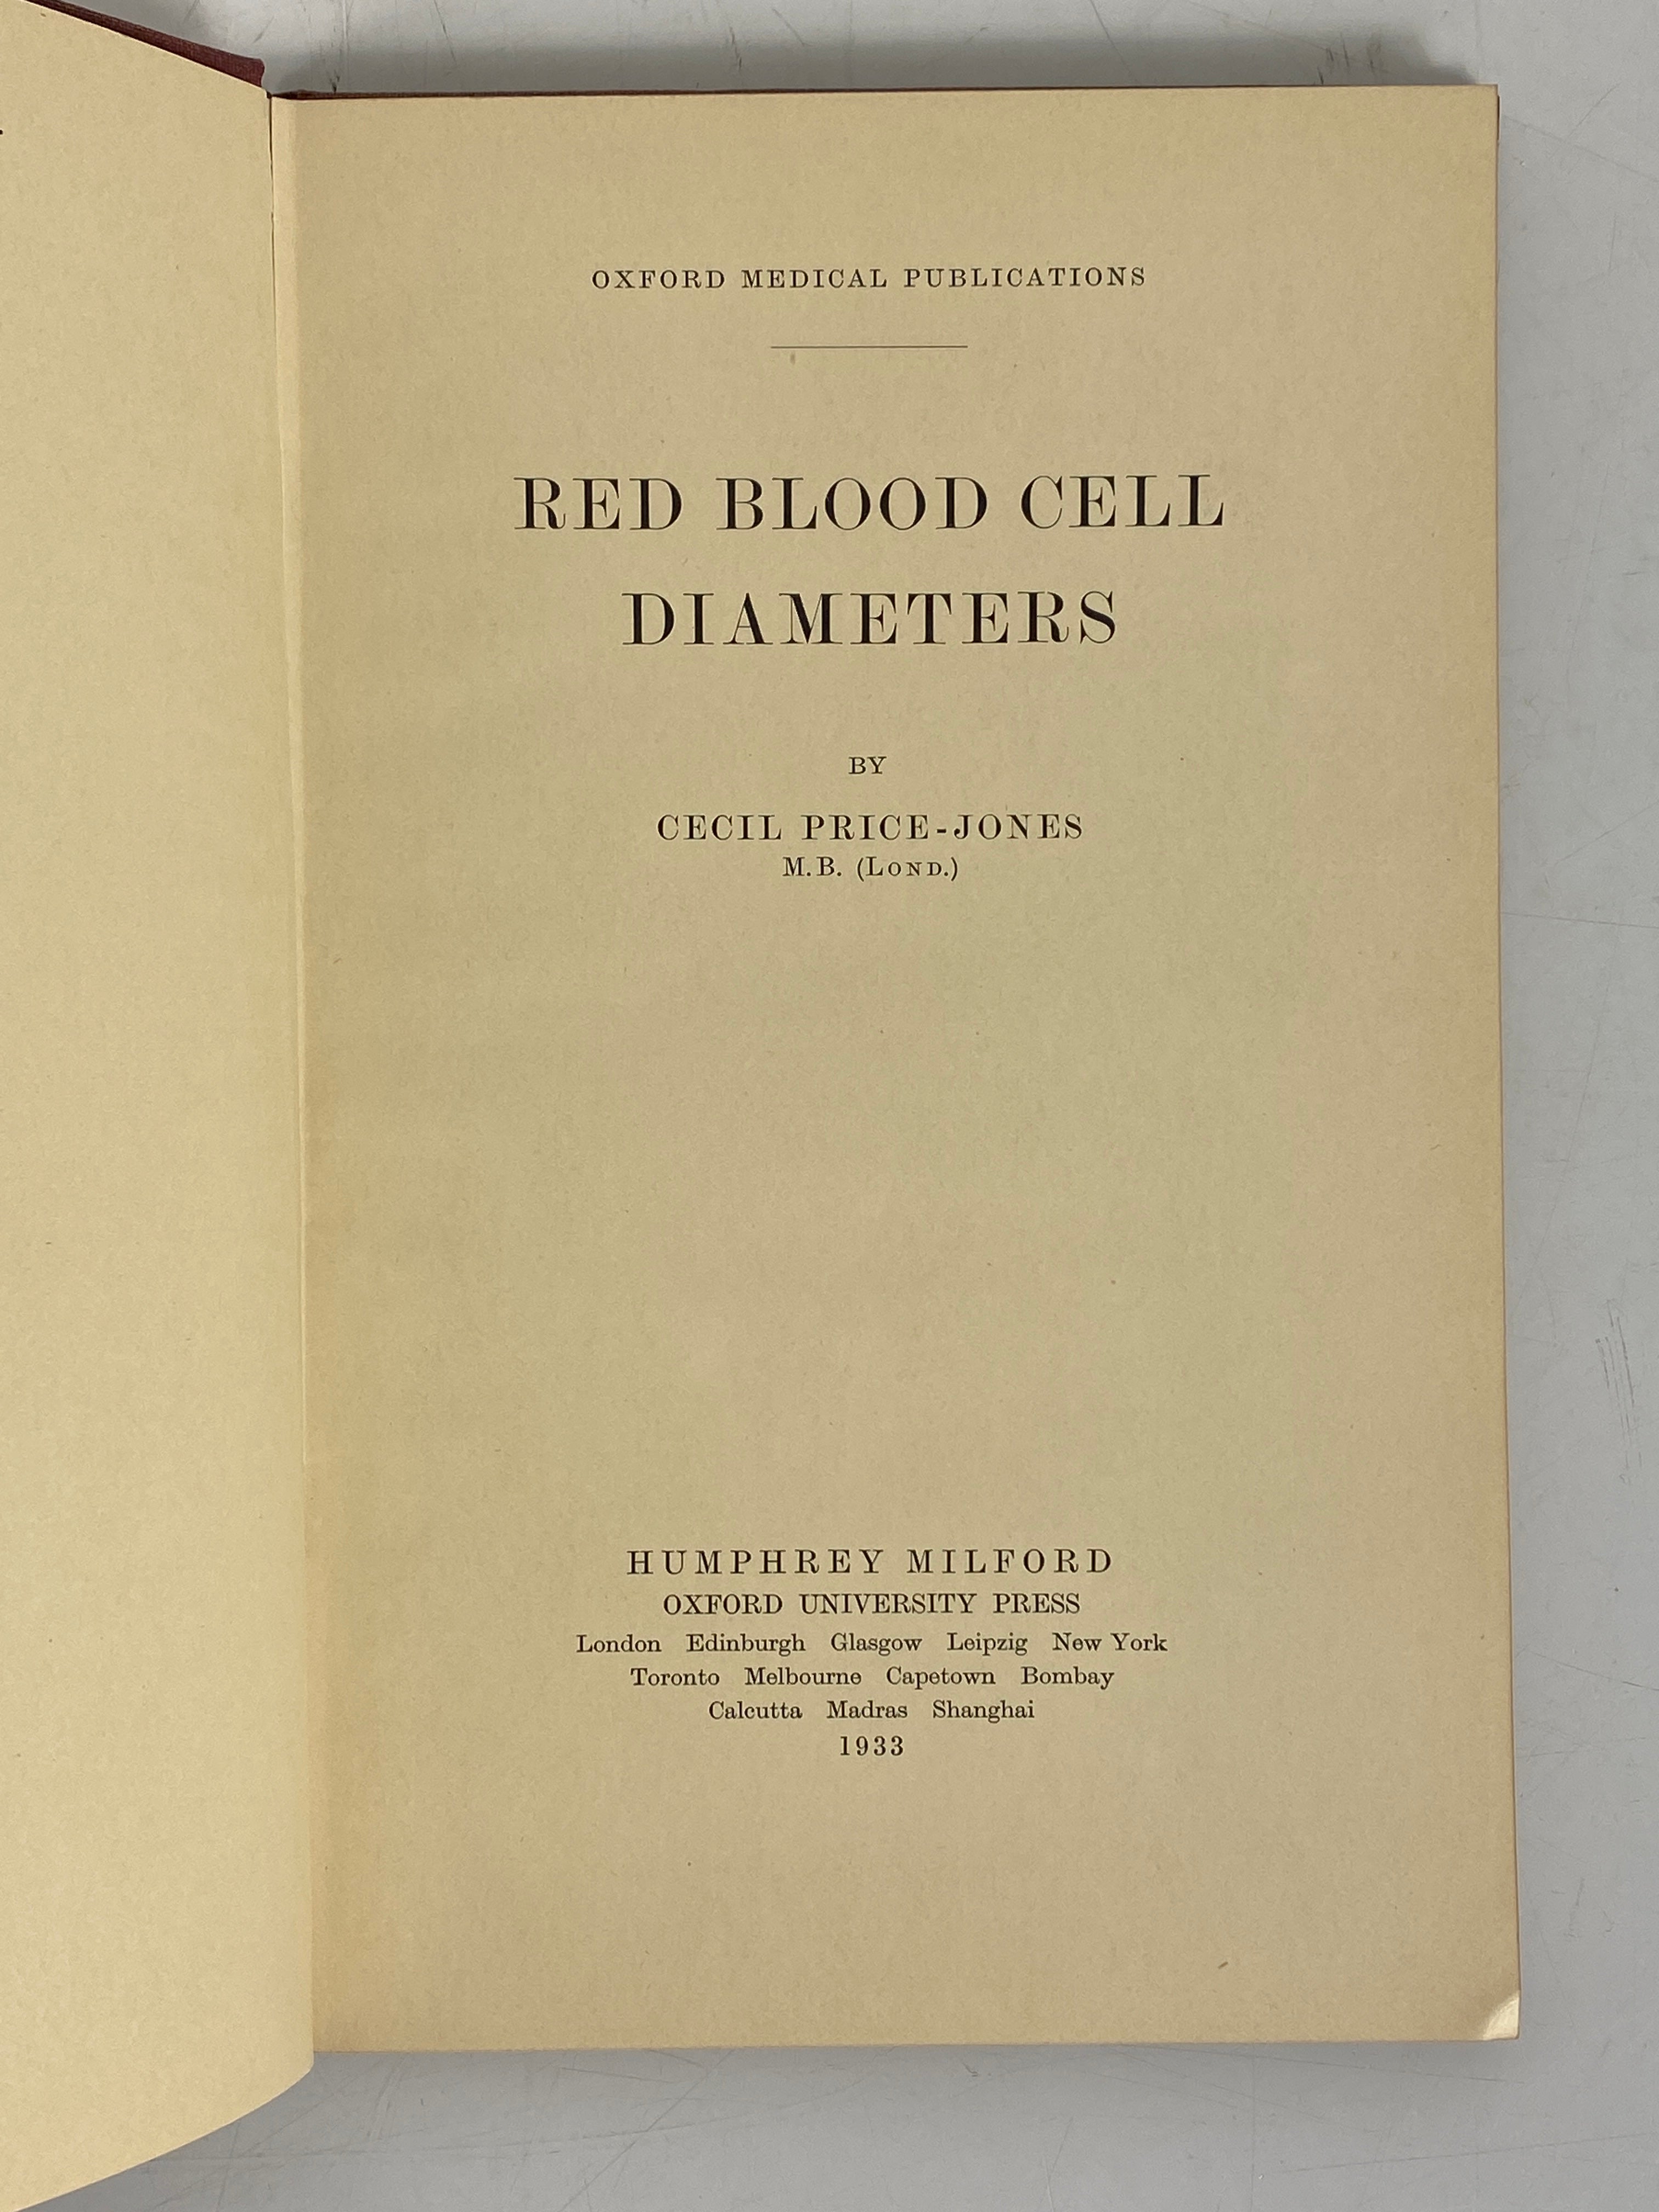 OXFORD MEDICAL PUBLICATIONS
RED BLOOD CELL
DIAMETERS
BY
CECIL PRICE-JONES
M.B. (LOND.)
HUMPHREY MILFORD
OXFORD UNIVERSITY PRESS
London Edinburgh Glasgow Leipzig New York
Toronto Melbourne Capetown Bombay
Calcutta Madras Shanghai
1933